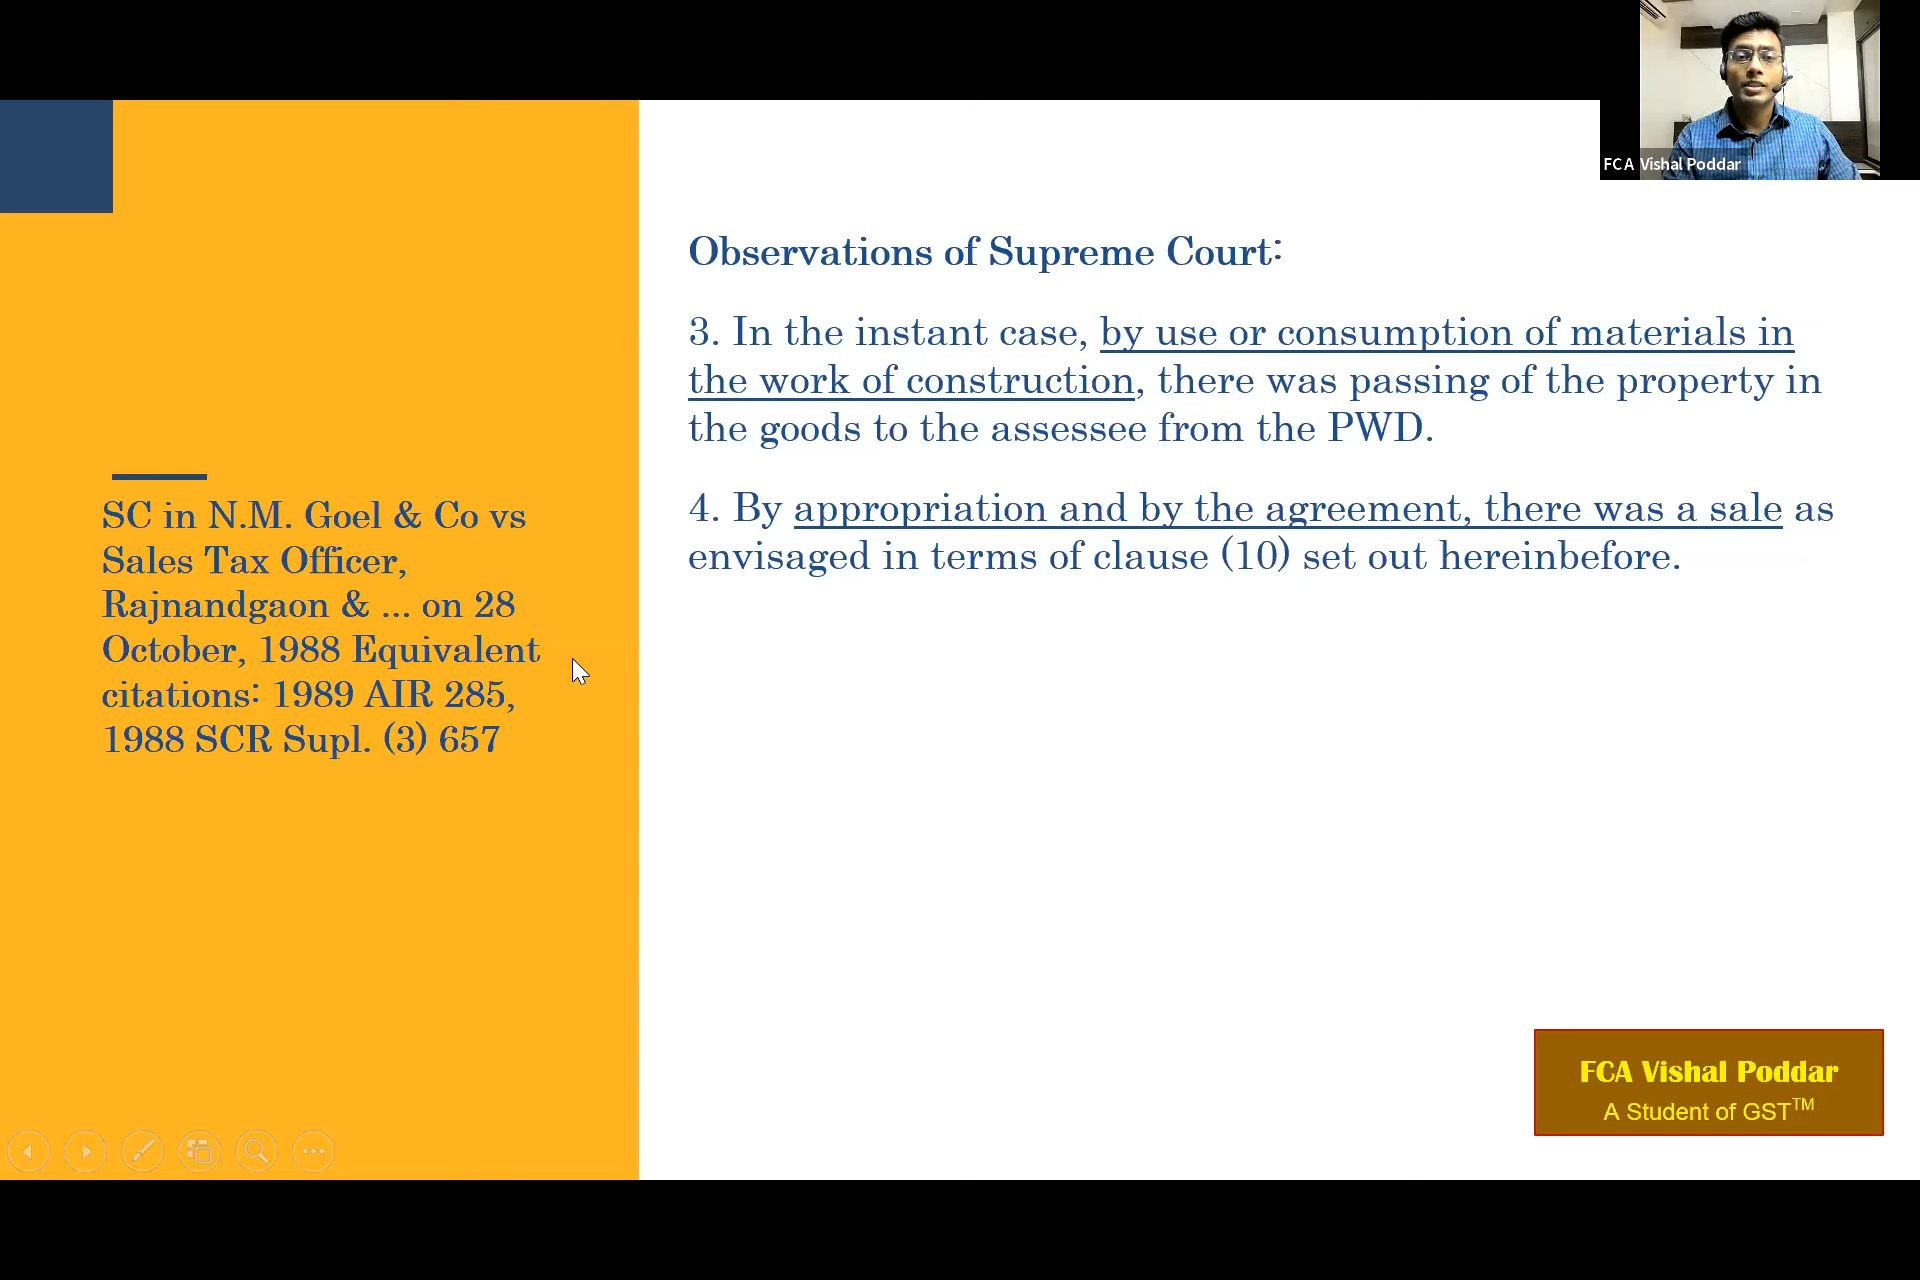 FCA Vishal Poddar
Observations of Supreme Court:
3. In the instant case, by use or consumption of materials in
the work of construction, there was passing of the property in
the goods to the assessee from the PWD.
4. By appropriation and by the agreement, there was a sale as
envisaged in terms of clause (10) set out hereinbefore.
SC in N.M. Goel & Co vs
Sales Tax Officer,
Rajnandgaon & ... on 28
October, 1988 Equivalent
citations: 1989 AIR 285,
1988 SCR Supl. (3) 657
FCA Vishal Poddar
A Student of GST™